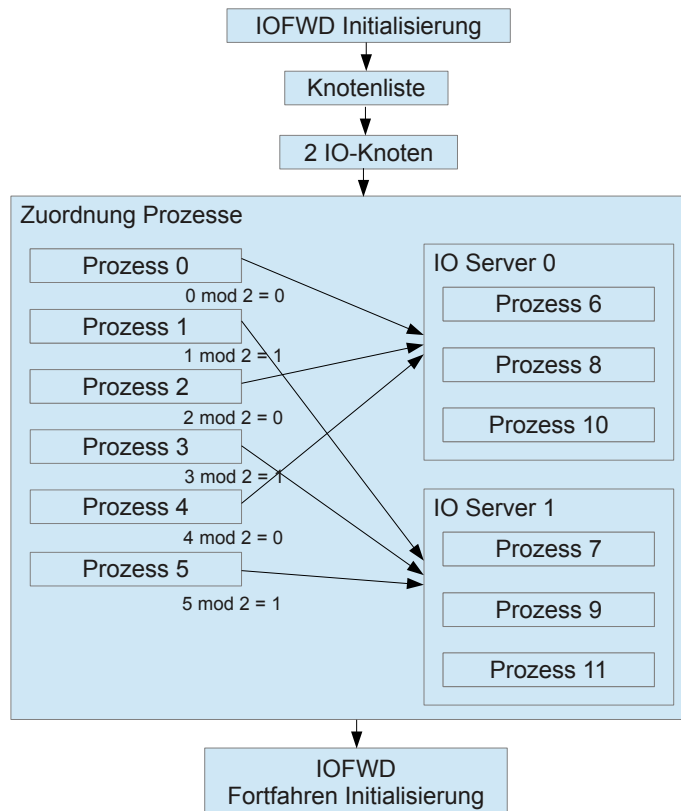 IOFWD Initialisierung
Knotenliste
2 IO-Knoten
Zuordnung Prozesse
Prozess 0
0 mod 2 = 0
Prozess 1
1 mod 2 = 1
Prozess 2
2 mod 2 = 0
Prozess 3
3 mod 2 = 1
Prozess 4
4 mod 2 = 0
Prozess 5
5 mod 2 = 1
IO Server 0
Prozess 6
Prozess 8
Prozess 10
IO Server 1
Prozess 7
Prozess 9
Prozess 11
IOFWD
Fortfahren Initialisierung